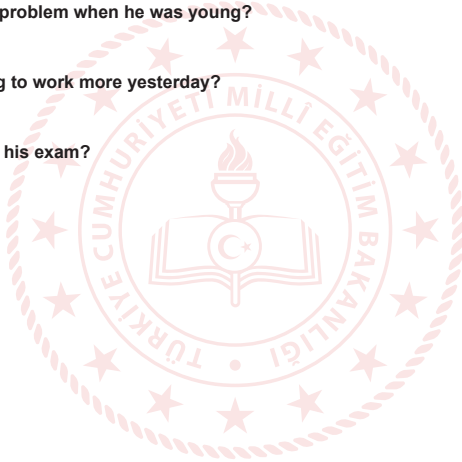 problem when he was young?
g to work more yesterday?
his exam?
TÜRKİYE CUMHURİYETİ MİLLÎ EĞİTİM BAKANLIĞI